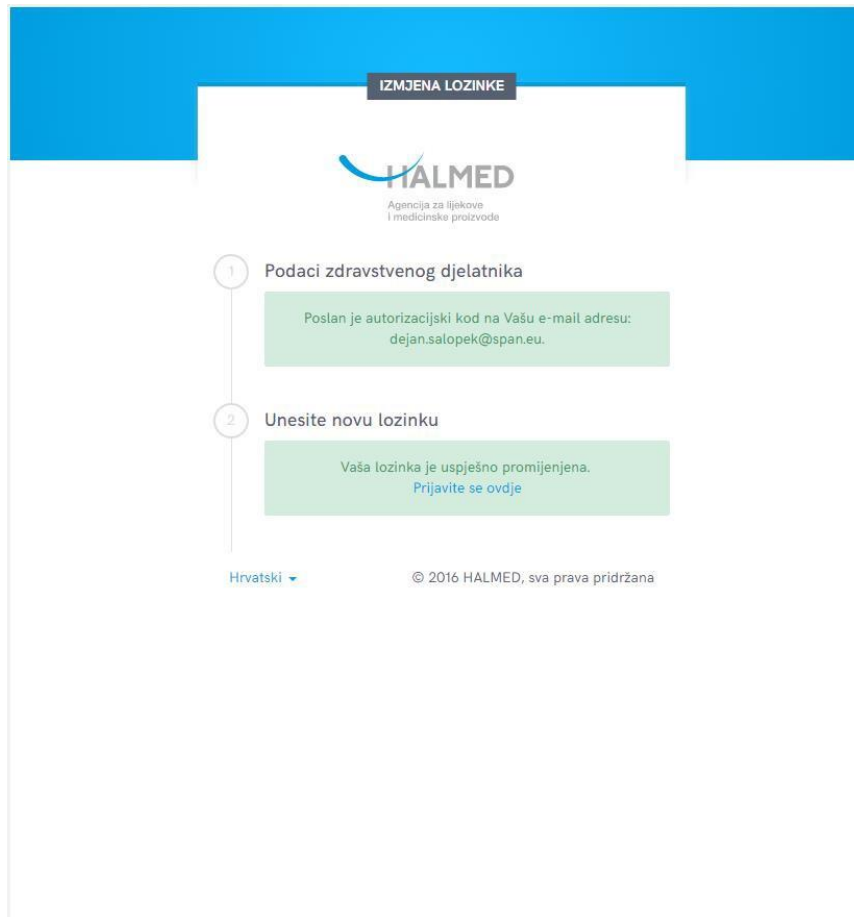 IZMJENA LOZINKE
HALMED
Agencija za lijekove
i medicinske proizvode
1
Podaci zdravstvenog djelatnika
Poslan je autorizacijski kod na Vašu e-mail adresu:
dejan.salopek@span.eu.
2
Unesite novu lozinku
Vaša lozinka je uspješno promijenjena.
Prijavite se ovdje
Hrvatski
© 2016 HALMED, sva prava pridržana